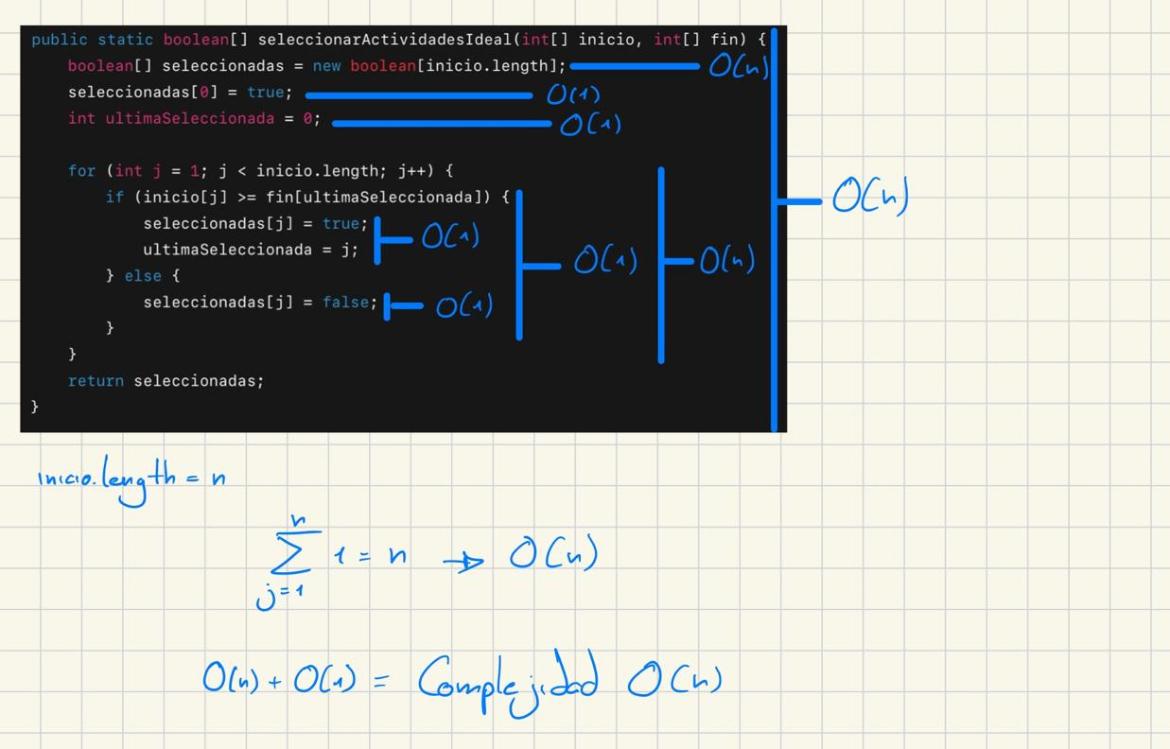 public static boolean[] seleccionarActividadesIdeal(int[] inicio, int[] fin) {
boolean[] seleccionadas = new boolean[inicio.length]; O(n)
seleccionadas[0] = true; O(1)
int ultimaSeleccionada = 0; O(1)
for (int j = 1; j < inicio.length; j++) {
if (inicio[j] >= fin[ultimaSeleccionada]) {
seleccionadas[j] = true;
O(1)
ultimaSeleccionada = j;
O(1)
O(n)
O(n)
} else {
seleccionadas[j] = false; O(1)
}
}
return seleccionadas;
}
inicio.length = n
n
∑ 1 = n → O(n)
j=1
O(n) + O(1) = Complejidad O(n)